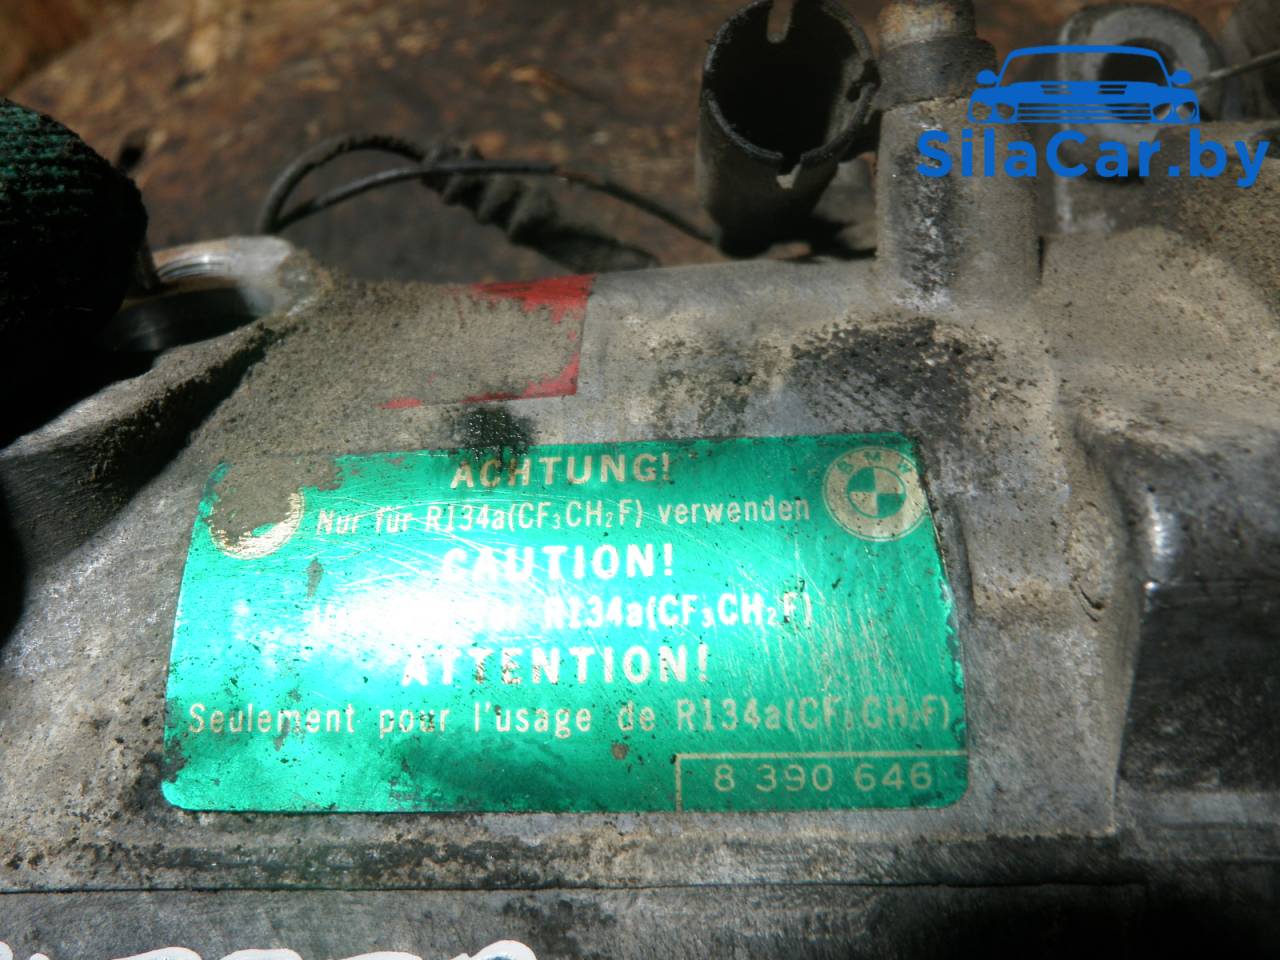 SilaCar.by
ACHTUNG!
BMW
Nur für R134a(CF₃CH₂F) verwenden
CAUTION!
R134a(CF₃CH₂F)
ATTENTION!
Seulement pour l'usage de R134a(CF₃CH₂F)
8 390 646